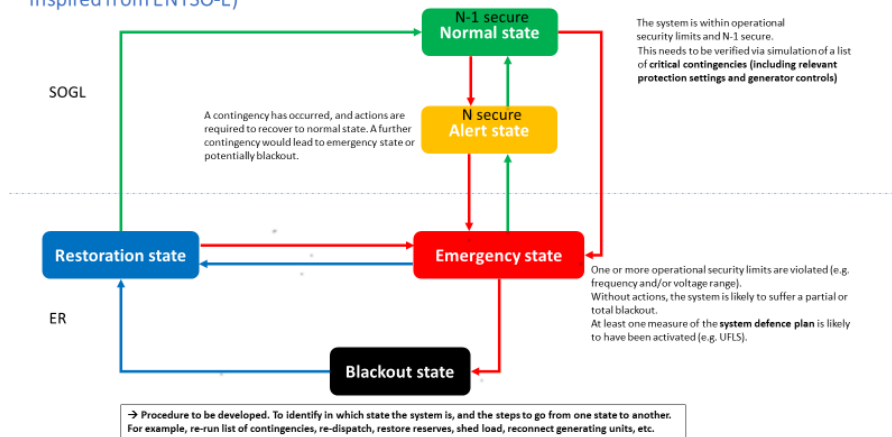 inspired from ENTSO-E)
N-1 secure
Normal state
The system is within operational
security limits and N-1 secure.
This needs to be verified via simulation of a list
of critical contingencies (including relevant
protection settings and generator controls)
SOGL
A contingency has occurred, and actions are
required to recover to normal state. A further
contingency would lead to emergency state or
potentially blackout.
N secure
Alert state
Restoration state
Emergency state
One or more operational security limits are violated (e.g.
frequency and/or voltage range).
Without actions, the system is likely to suffer a partial or
total blackout.
At least one measure of the system defence plan is likely
to have been activated (e.g. UFLS).
ER
Blackout state
→ Procedure to be developed. To identify in which state the system is, and the steps to go from one state to another.
For example, re-run list of contingencies, re-dispatch, restore reserves, shed load, reconnect generating units, etc.